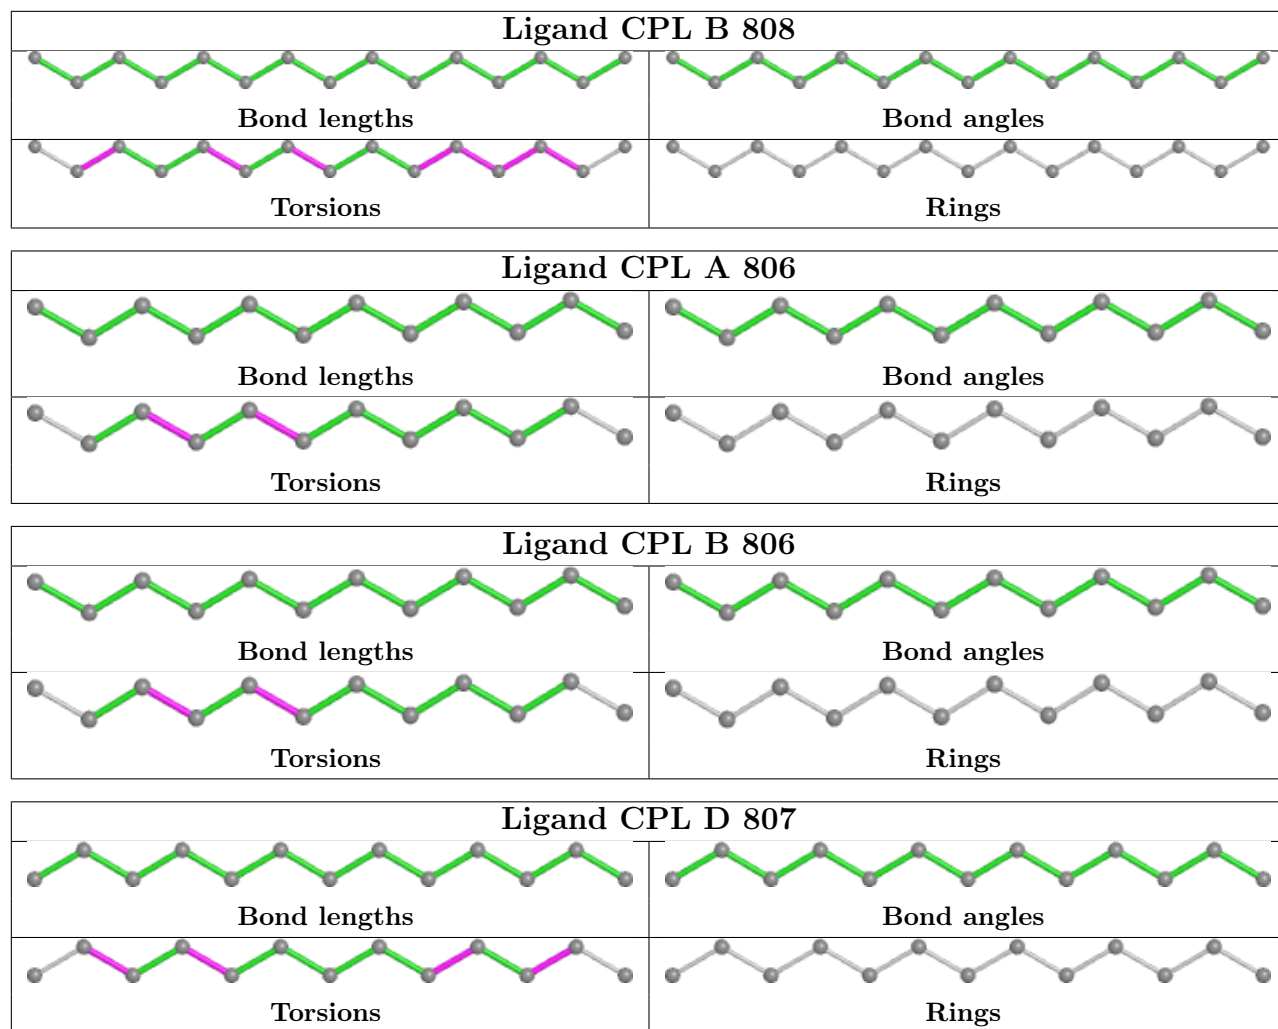 Ligand CPL B 808
Bond lengths Bond angles
Torsions Rings
Ligand CPL A 806
Bond lengths Bond angles
Torsions Rings
Ligand CPL B 806
Bond lengths Bond angles
Torsions Rings
Ligand CPL D 807
Bond lengths Bond angles
Torsions Rings